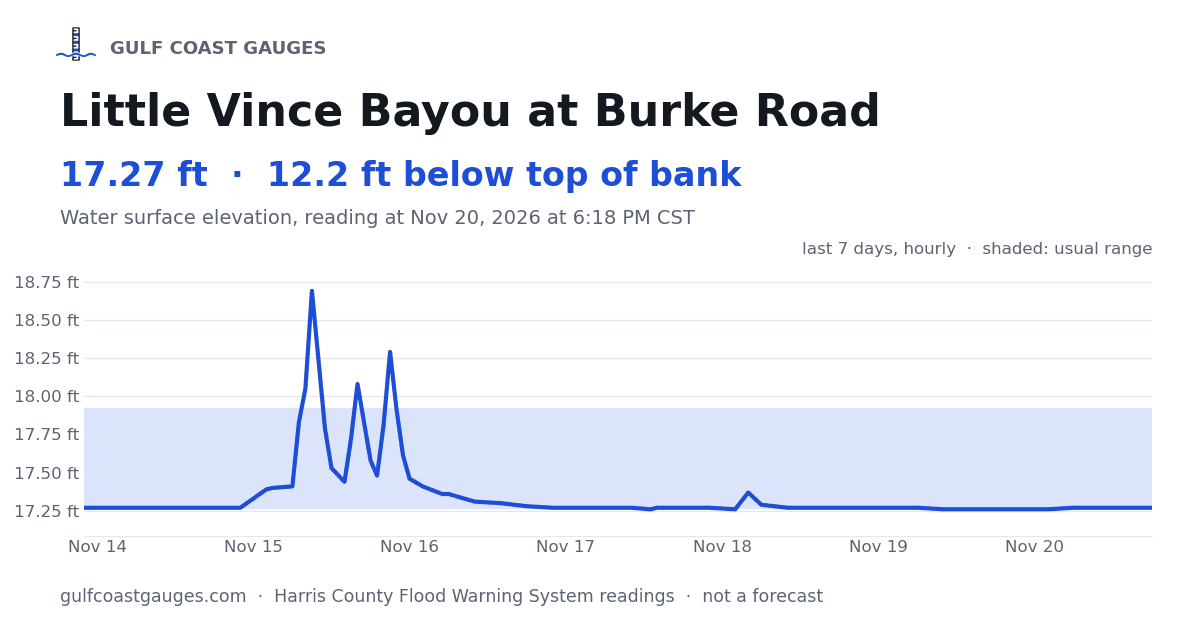 GULF COAST GAUGES
Little Vince Bayou at Burke Road
17.27 ft · 12.2 ft below top of bank
Water surface elevation, reading at Nov 20, 2026 at 6:18 PM CST
last 7 days, hourly · shaded: usual range
18.75 ft
18.50 ft
18.25 ft
18.00 ft
17.75 ft
17.50 ft
17.25 ft
Nov 14 Nov 15 Nov 16 Nov 17 Nov 18 Nov 19 Nov 20
gulfcoastgauges.com · Harris County Flood Warning System readings · not a forecast